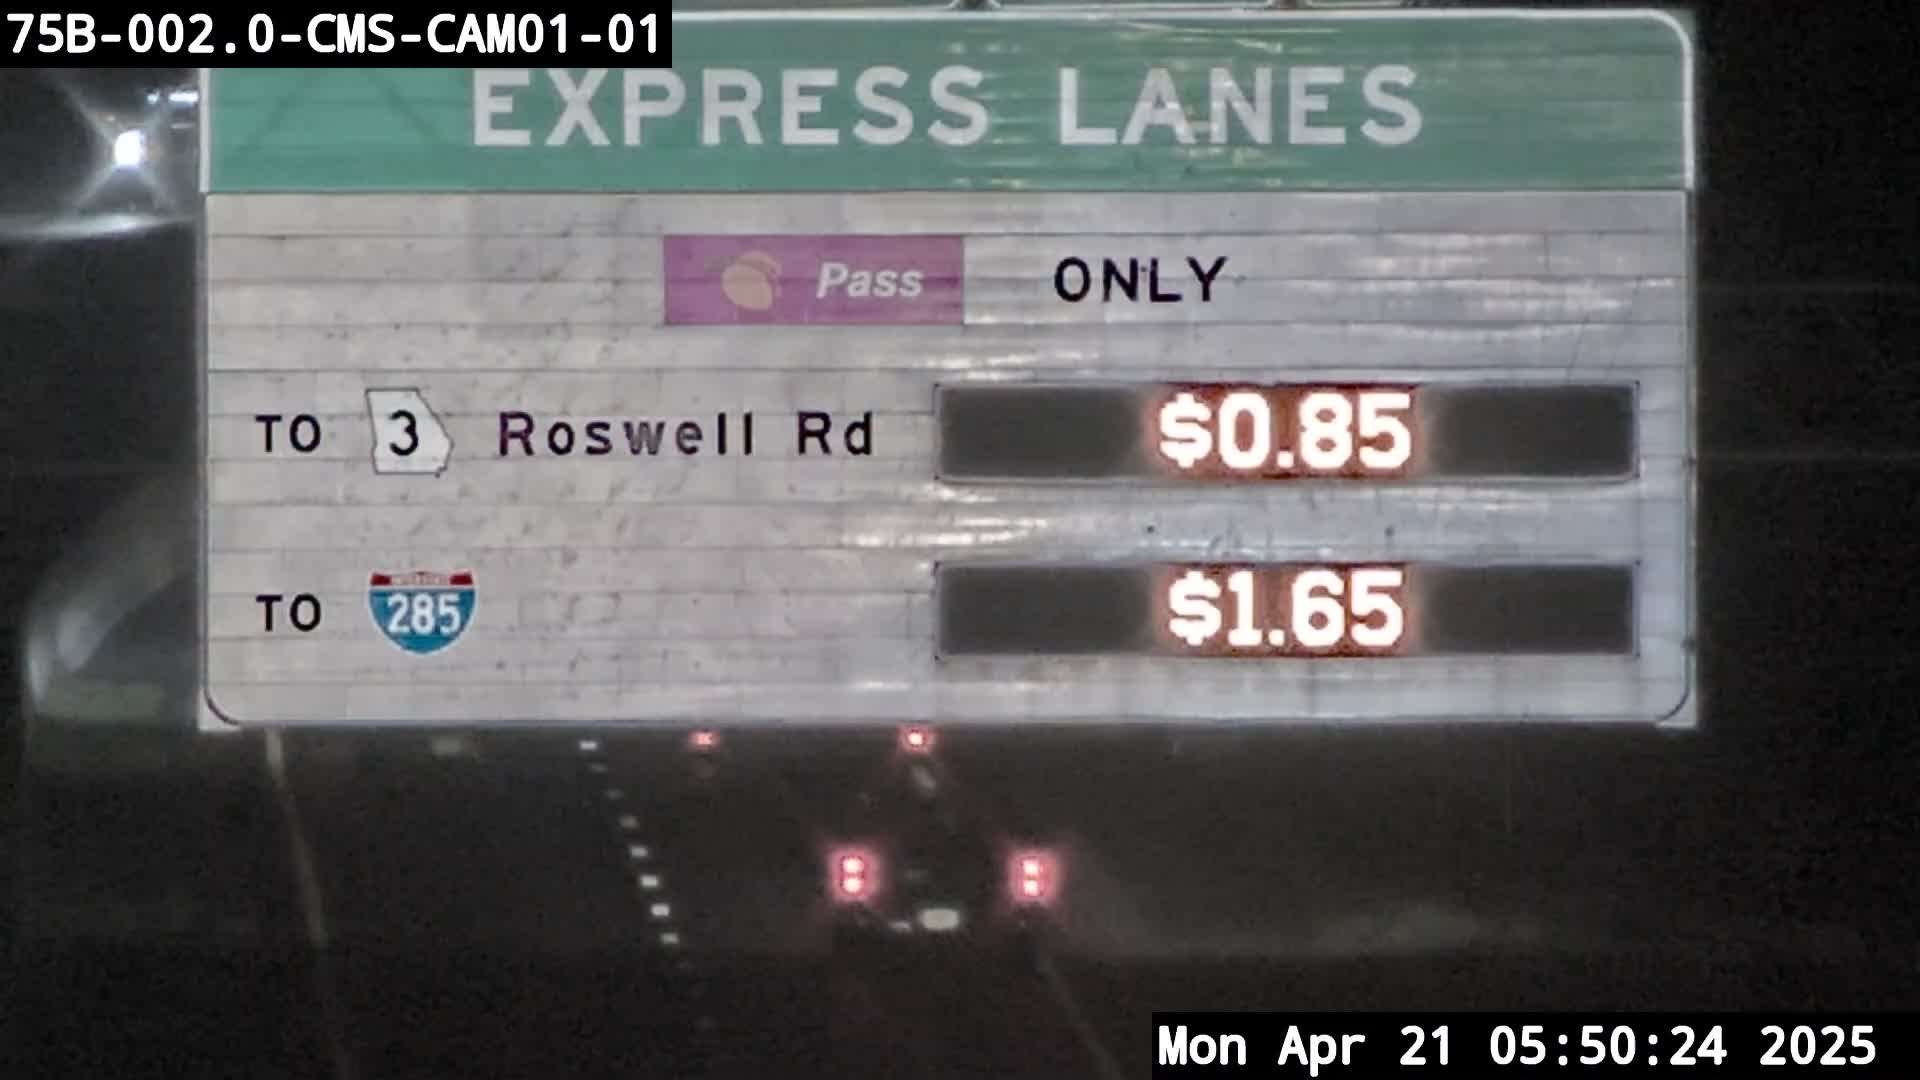 75B-002.0-CMS-CAM01-01
EXPRESS LANES
Pass ONLY
TO 3 Roswell Rd $0.85
INTERSTATE
TO 285 $1.65
Mon Apr 21 05:50:24 2025